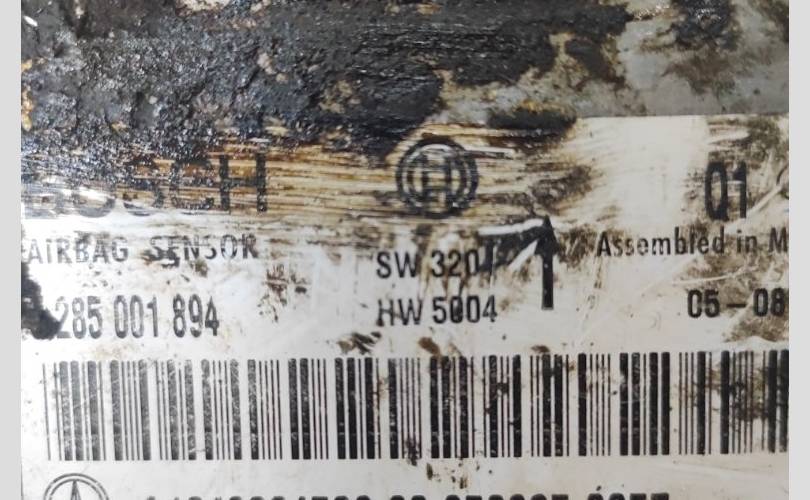 BOSCH
H
Q1
AIRBAG SENSOR
Assembled in M
SW 3204
285 001 894
HW 5004
05-08